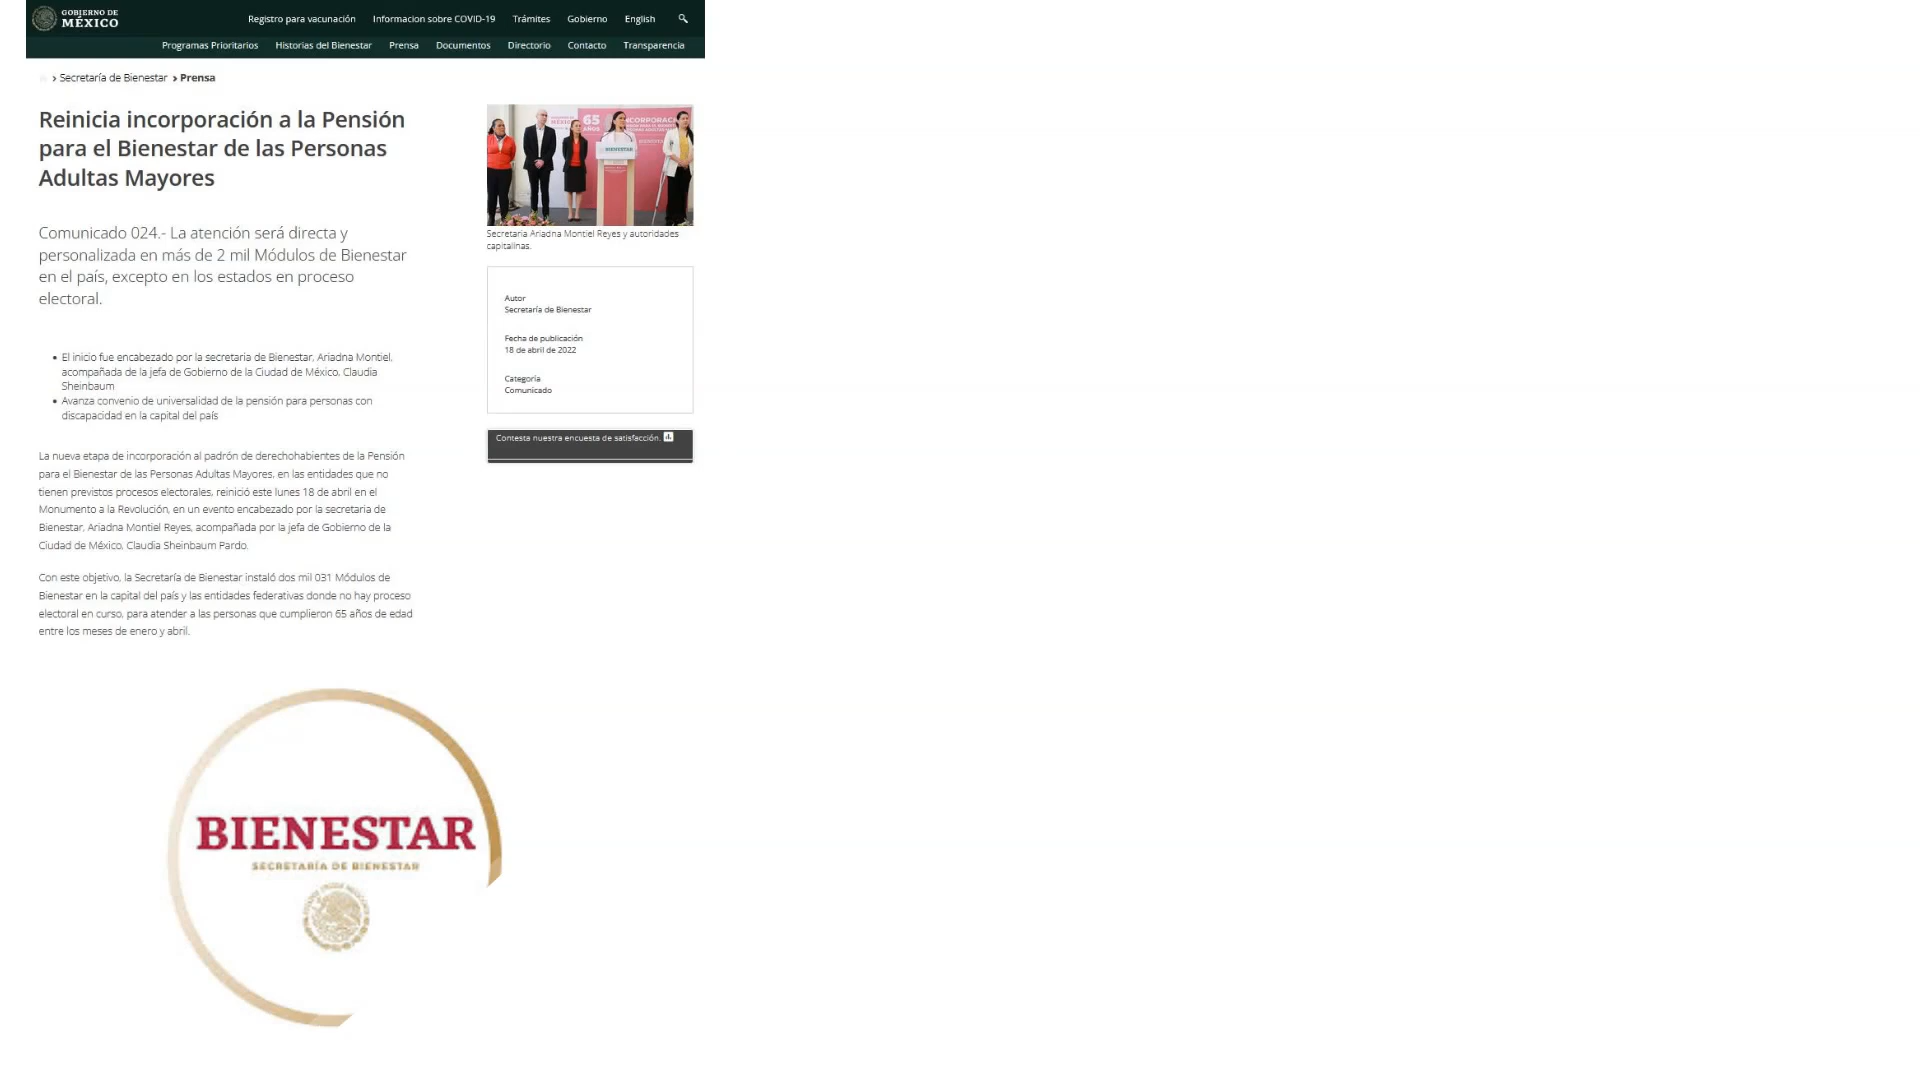 GOBIERNO DE
MÉXICO
Registro para vacunación Informacion sobre COVID-19 Trámites Gobierno English
Programas Prioritarios Historias del Bienestar Prensa Documentos Directorio Contacto Transparencia
› Secretaría de Bienestar › Prensa
Reinicia incorporación a la Pensión
para el Bienestar de las Personas
Adultas Mayores
Comunicado 024.- La atención será directa y
personalizada en más de 2 mil Módulos de Bienestar
en el país, excepto en los estados en proceso
electoral.
• El inicio fue encabezado por la secretaria de Bienestar, Ariadna Montiel,
acompañada de la jefa de Gobierno de la Ciudad de México, Claudia
Sheinbaum
• Avanza convenio de universalidad de la pensión para personas con
discapacidad en la capital del país
La nueva etapa de incorporación al padrón de derechohabientes de la Pensión
para el Bienestar de las Personas Adultas Mayores, en las entidades que no
tienen previstos procesos electorales, reinició este lunes 18 de abril en el
Monumento a la Revolución, en un evento encabezado por la secretaria de
Bienestar, Ariadna Montiel Reyes, acompañada por la jefa de Gobierno de la
Ciudad de México, Claudia Sheinbaum Pardo.
Con este objetivo, la Secretaría de Bienestar instaló dos mil 031 Módulos de
Bienestar en la capital del país y las entidades federativas donde no hay proceso
electoral en curso, para atender a las personas que cumplieron 65 años de edad
entre los meses de enero y abril.
65
AÑOS
INCORPORAC
BIENESTAR
Secretaria Ariadna Montiel Reyes y autoridades
capitalinas.
Autor
Secretaría de Bienestar
Fecha de publicación
18 de abril de 2022
Categoría
Comunicado
Contesta nuestra encuesta de satisfacción.
BIENESTAR
SECRETARÍA DE BIENESTAR